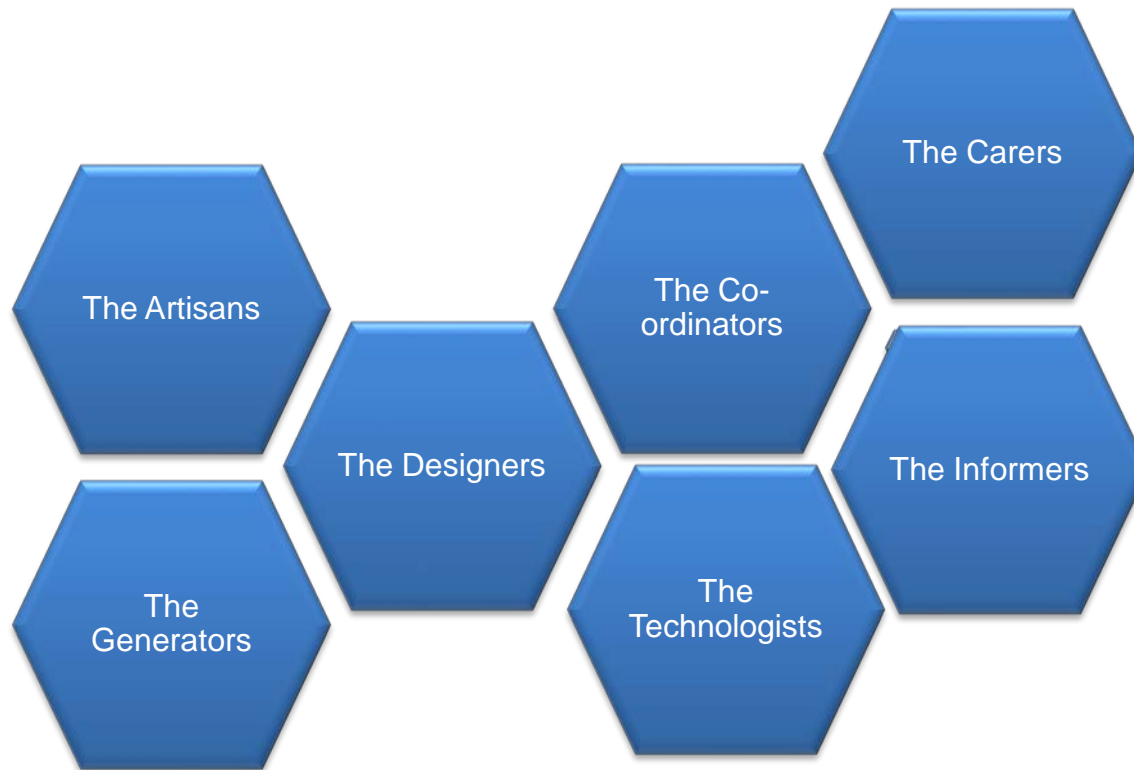 The Carers
The Artisans
The Co-
ordinators
The Designers
The Informers
The
Generators
The
Technologists